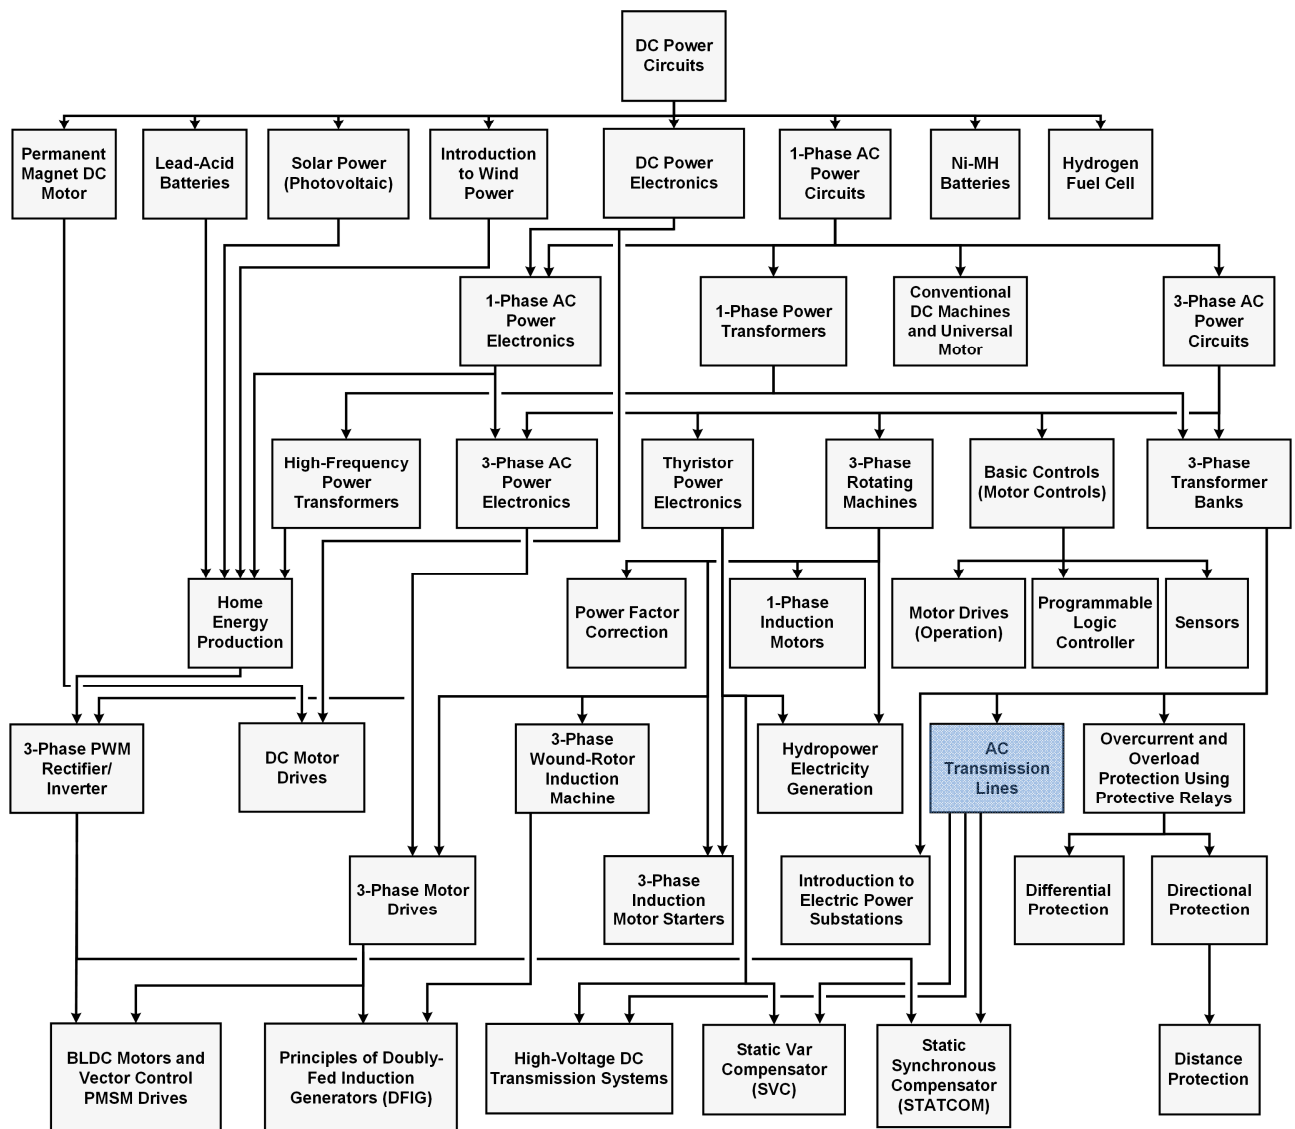 DC Power
Circuits
Permanent
Magnet DC
Motor
Lead-Acid
Batteries
Solar Power
(Photovoltaic)
Introduction
to Wind
Power
DC Power
Electronics
1-Phase AC
Power
Circuits
Ni-MH
Batteries
Hydrogen
Fuel Cell
1-Phase AC
Power
Electronics
1-Phase Power
Transformers
Conventional
DC Machines
and Universal
Motor
3-Phase AC
Power
Circuits
High-Frequency
Power
Transformers
3-Phase AC
Power
Electronics
Thyristor
Power
Electronics
3-Phase
Rotating
Machines
Basic Controls
(Motor Controls)
3-Phase
Transformer
Banks
Home
Energy
Production
Power Factor
Correction
1-Phase
Induction
Motors
Motor Drives
(Operation)
Programmable
Logic
Controller
Sensors
3-Phase PWM
Rectifier/
Inverter
DC Motor
Drives
3-Phase
Wound-Rotor
Induction
Machine
Hydropower
Electricity
Generation
AC
Transmission
Lines
Overcurrent and
Overload
Protection Using
Protective Relays
3-Phase Motor
Drives
3-Phase
Induction
Motor Starters
Introduction to
Electric Power
Substations
Differential
Protection
Directional
Protection
BLDC Motors and
Vector Control
PMSM Drives
Principles of Doubly-
Fed Induction
Generators (DFIG)
High-Voltage DC
Transmission Systems
Static Var
Compensator
(SVC)
Static
Synchronous
Compensator
(STATCOM)
Distance
Protection